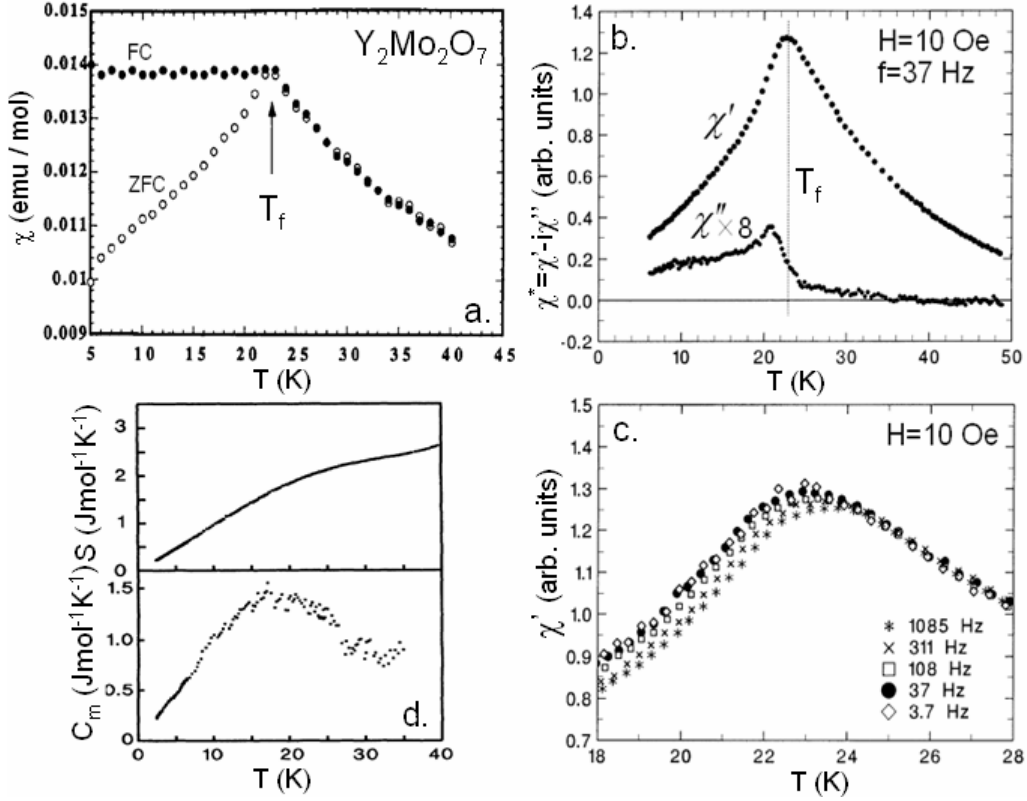 0.015
0.014
0.013
0.012
0.011
0.01
0.009
χ (emu / mol)
FC
ZFC
Y₂Mo₂O₇
T_f
a.
5 10 15 20 25 30 35 40 45
T (K)
1.6
1.2
0.8
0.4
0.0
-0.2
χ*=χ'-iχ'' (arb. units)
b.
H=10 Oe
f=37 Hz
χ'
T_f
χ''× 8
0 10 20 30 40 50
T (K)
3
2
1
0
S (Jmol⁻¹K⁻¹)
1.5
1.0
0.5
0
C_m (Jmol⁻¹K⁻¹)
d.
0 10 20 30 40
T (K)
1.5
1.4
1.3
1.2
1.1
1.0
0.9
0.8
0.7
χ' (arb. units)
c.
H=10 Oe
1085 Hz
311 Hz
108 Hz
37 Hz
3.7 Hz
18 20 22 24 26 28
T (K)